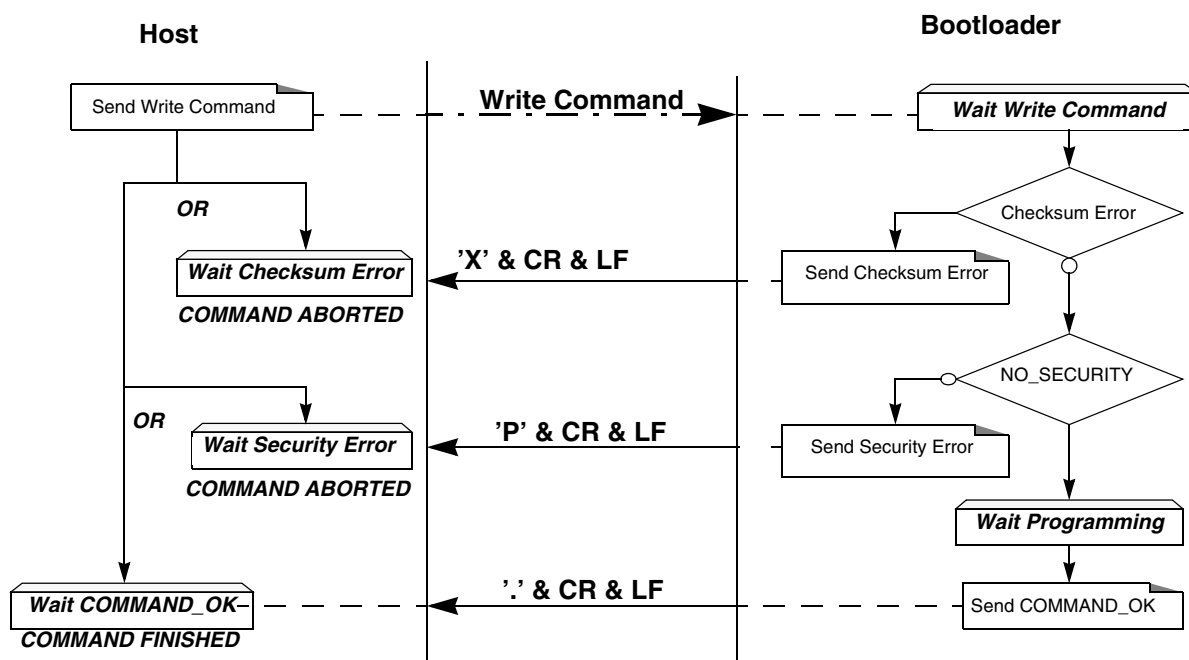 Host
Bootloader
Send Write Command
Write Command
Wait Write Command
OR
Checksum Error
Wait Checksum Error
’X’ & CR & LF
Send Checksum Error
COMMAND ABORTED
NO_SECURITY
OR
Wait Security Error
’P’ & CR & LF
Send Security Error
COMMAND ABORTED
Wait Programming
Wait COMMAND_OK
’.’ & CR & LF
Send COMMAND_OK
COMMAND FINISHED